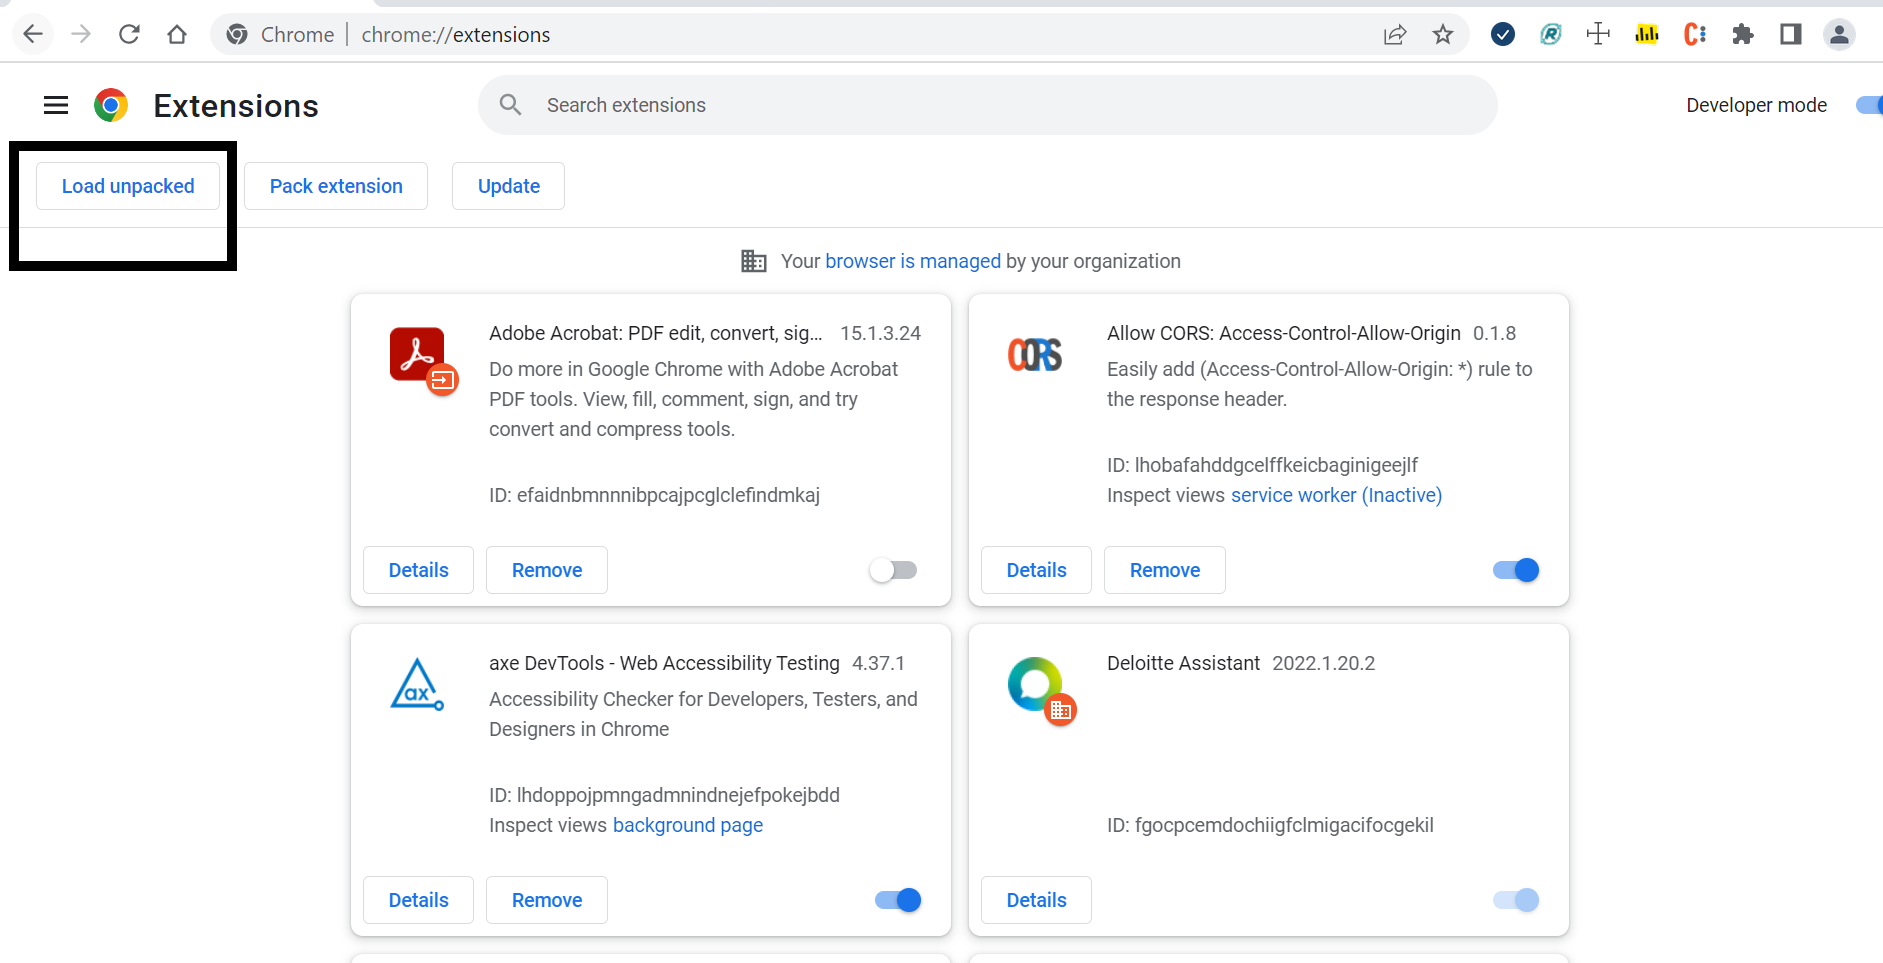 Chrome | chrome://extensions
Extensions
Search extensions
Developer mode
Load unpacked
Pack extension
Update
Your browser is managed by your organization
Adobe Acrobat: PDF edit, convert, sig... 15.1.3.24
Do more in Google Chrome with Adobe Acrobat
PDF tools. View, fill, comment, sign, and try
convert and compress tools.
ID: efaidnbmnnnibpcajpcglclefindmkaj
Details
Remove
CORS
Allow CORS: Access-Control-Allow-Origin 0.1.8
Easily add (Access-Control-Allow-Origin: *) rule to
the response header.
ID: lhobafahddgcelffkeicbaginigeejlf
Inspect views service worker (Inactive)
Details
Remove
ax
axe DevTools - Web Accessibility Testing 4.37.1
Accessibility Checker for Developers, Testers, and
Designers in Chrome
ID: lhdoppojpmngadmnindnejefpokejbdd
Inspect views background page
Details
Remove
Deloitte Assistant 2022.1.20.2
ID: fgocpcemdochiigfclmigacifocgekil
Details